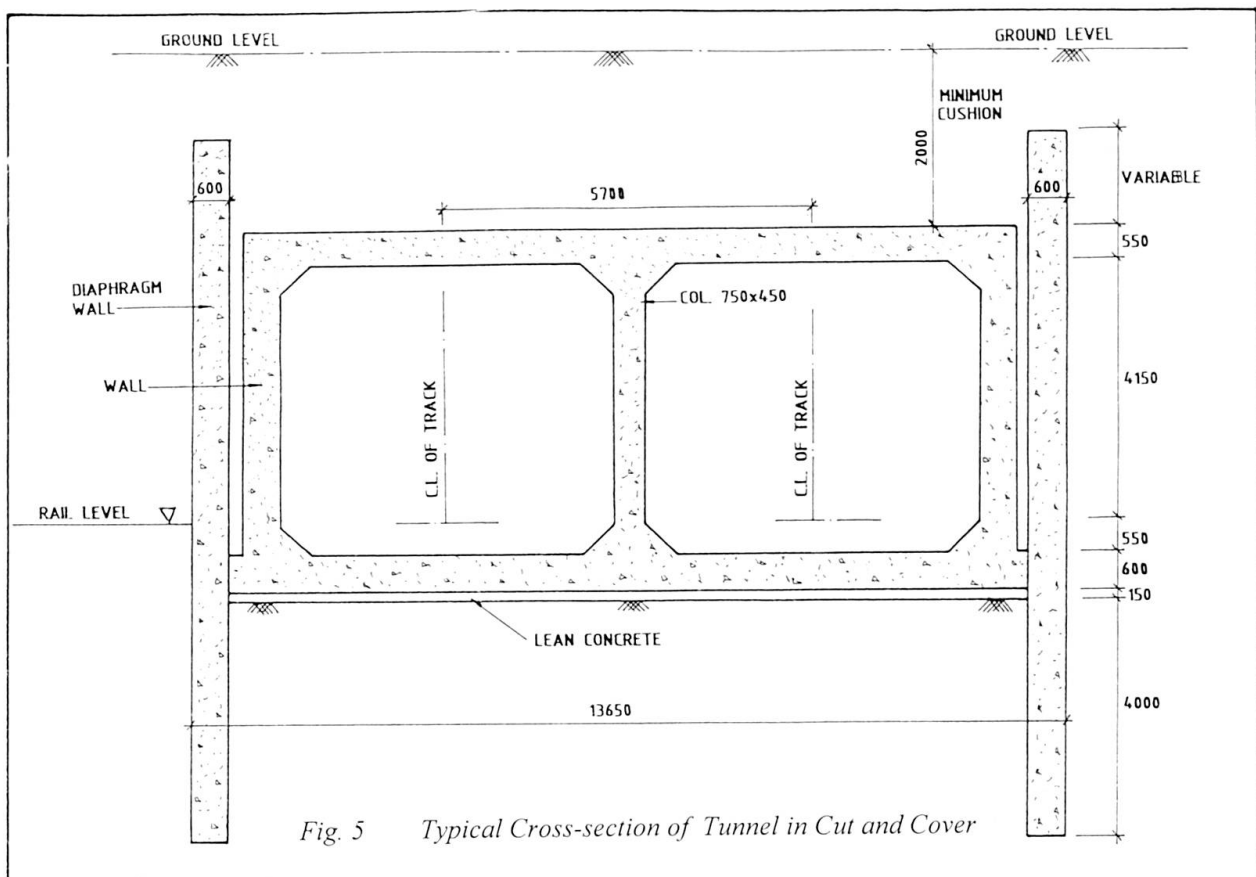 GROUND LEVEL
GROUND LEVEL
MINIMUM
CUSHION
2000
600
5700
600
VARIABLE
550
DIAPHRAGM
WALL
COL. 750x450
WALL
4150
C.L. OF TRACK
C.L. OF TRACK
RAIL LEVEL
550
600
150
LEAN CONCRETE
13650
4000
Fig. 5 Typical Cross-section of Tunnel in Cut and Cover